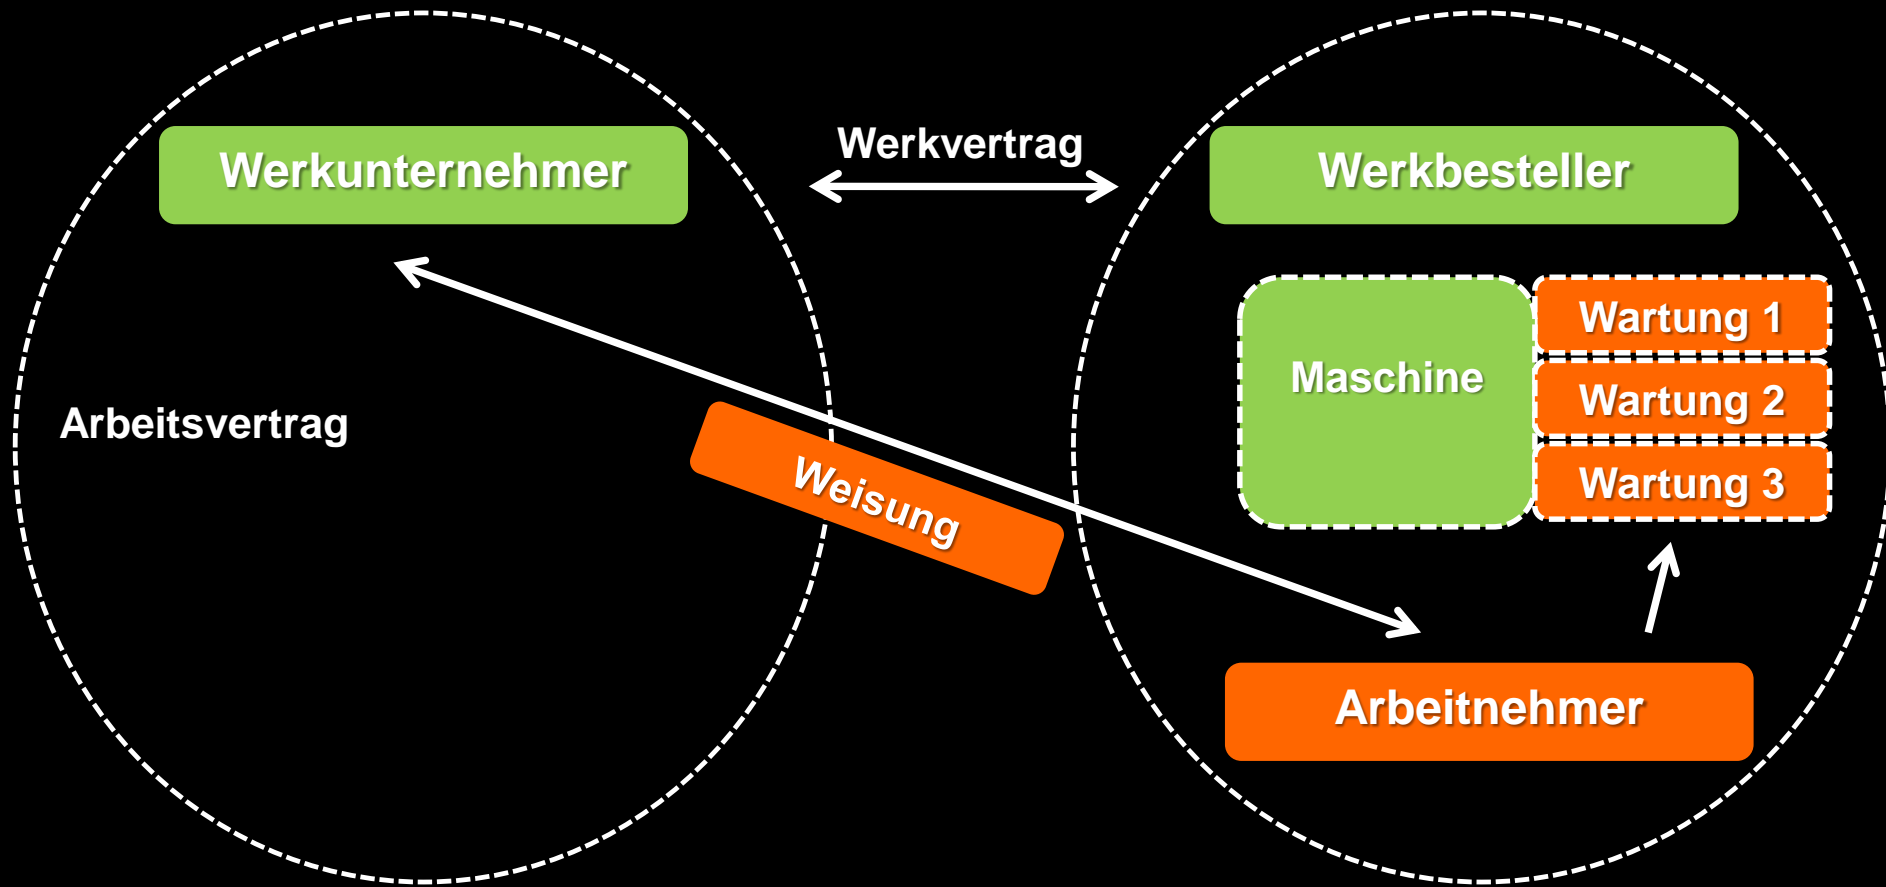 Werkunternehmer
Werkvertrag
Werkbesteller
Maschine
Wartung 1
Wartung 2
Wartung 3
Arbeitsvertrag
Weisung
Arbeitnehmer